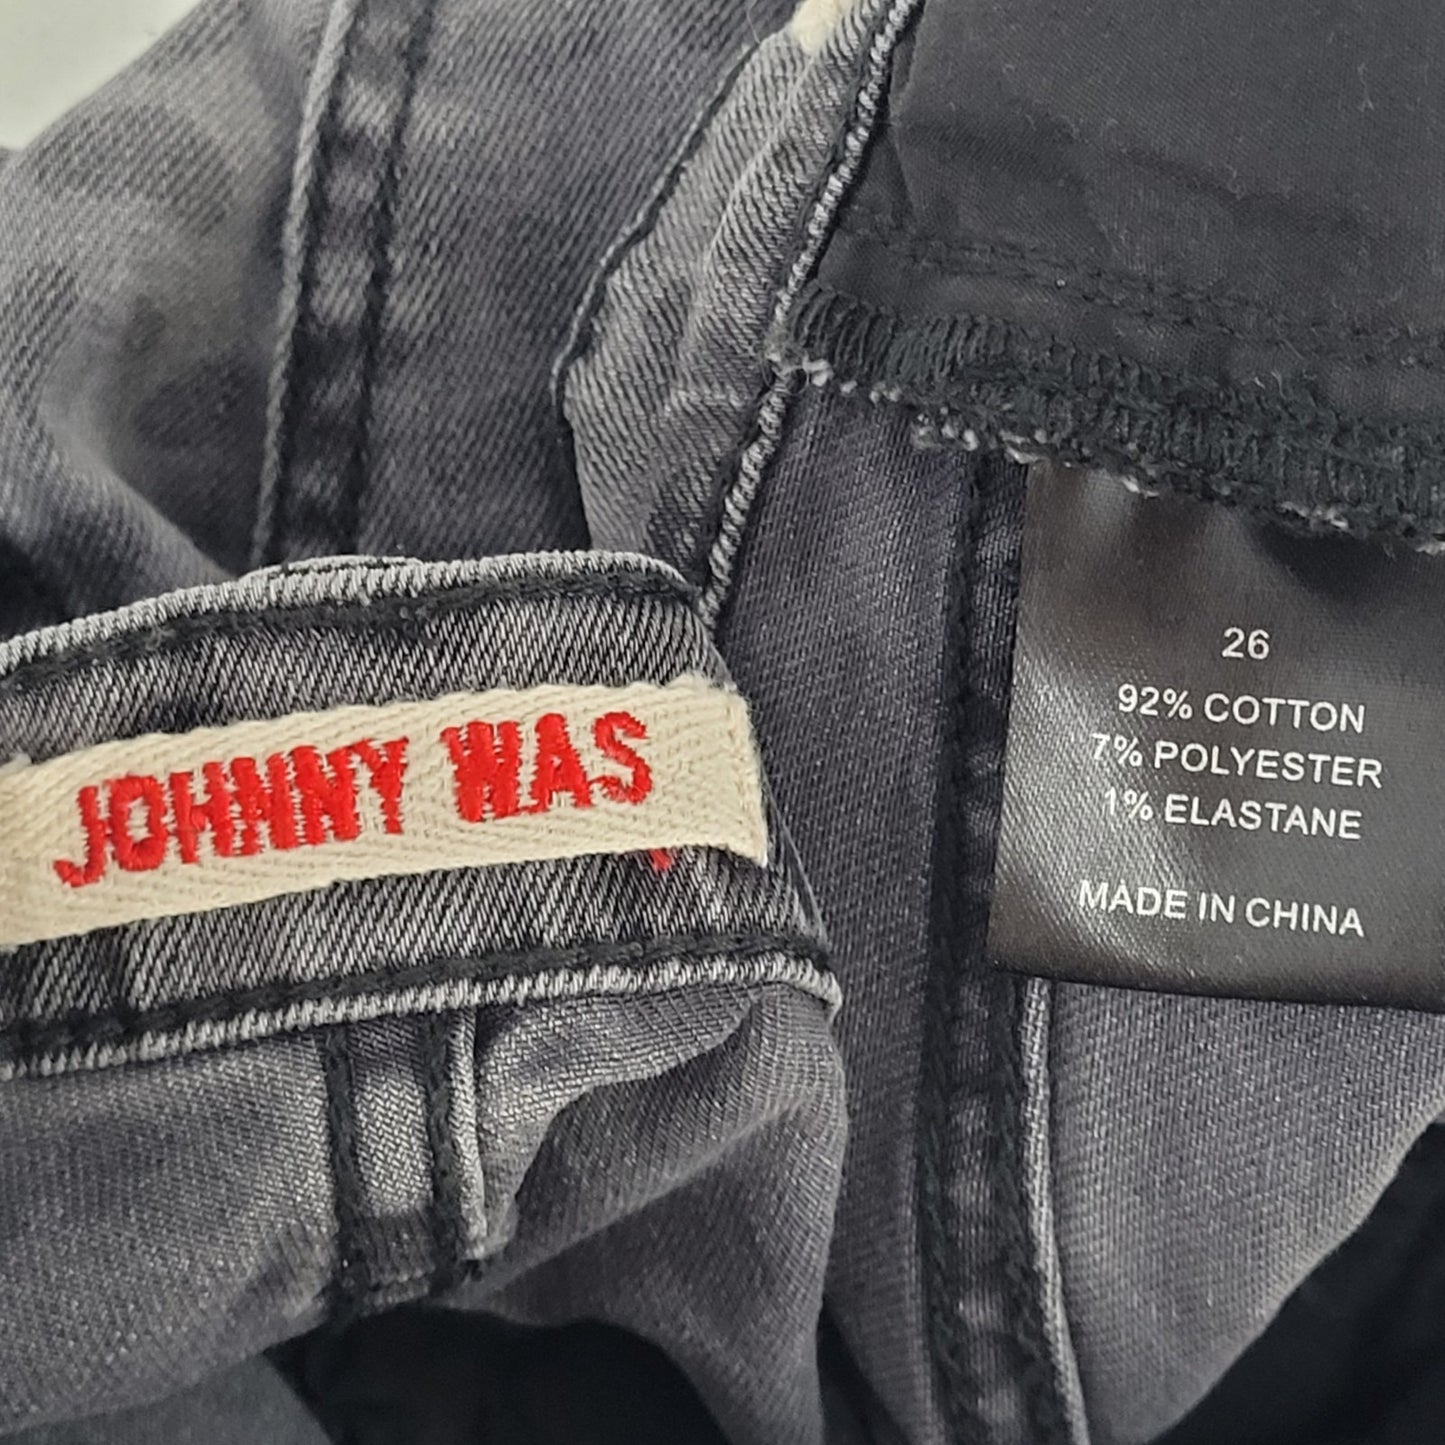 JOHNNY WAS
26
92% COTTON
7% POLYESTER
1% ELASTANE
MADE IN CHINA